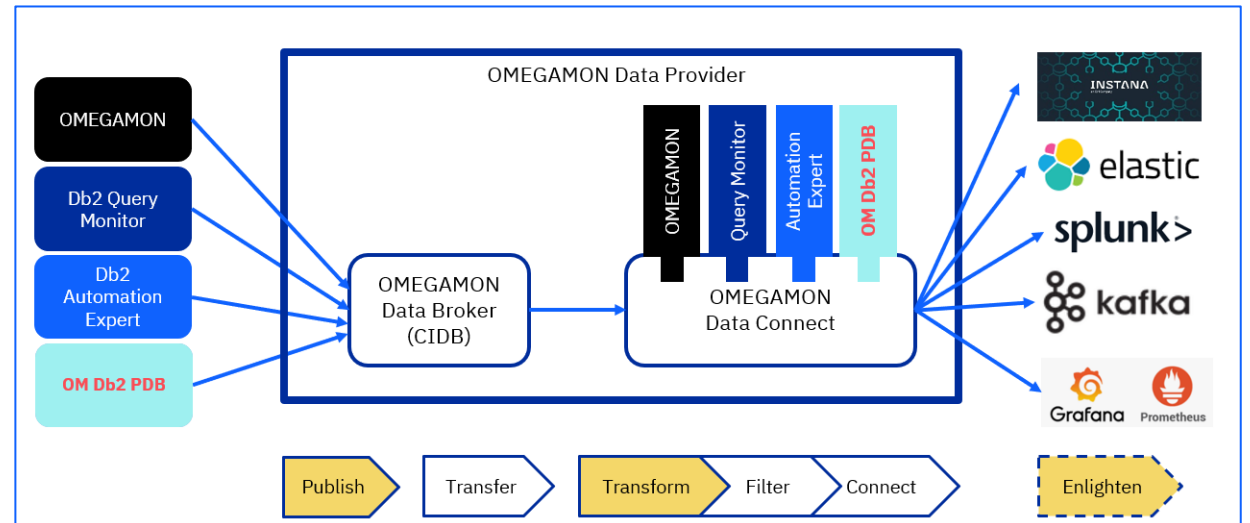 OMEGAMON Data Provider
OMEGAMON
Db2 Query
Monitor
Db2
Automation
Expert
OM Db2 PDB
OMEGAMON
Data Broker
(CIDB)
OMEGAMON
Query Monitor
Automation
Expert
OM Db2 PDB
OMEGAMON
Data Connect
INSTANA
elastic
splunk>
kafka
Grafana
Prometheus
Publish
Transfer
Transform
Filter
Connect
Enlighten